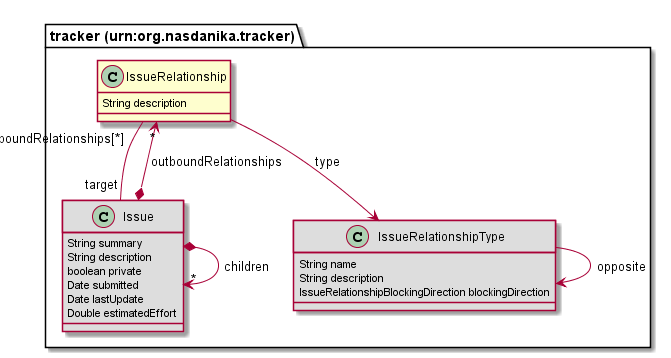 tracker (urn:org.nasdanika.tracker)
C IssueRelationship
String description
boundRelationships[*]
*
outboundRelationships
type
target
C Issue
String summary
String description
boolean private
Date submitted
Date lastUpdate
Double estimatedEffort
children
*
C IssueRelationshipType
String name
String description
IssueRelationshipBlockingDirection blockingDirection
opposite